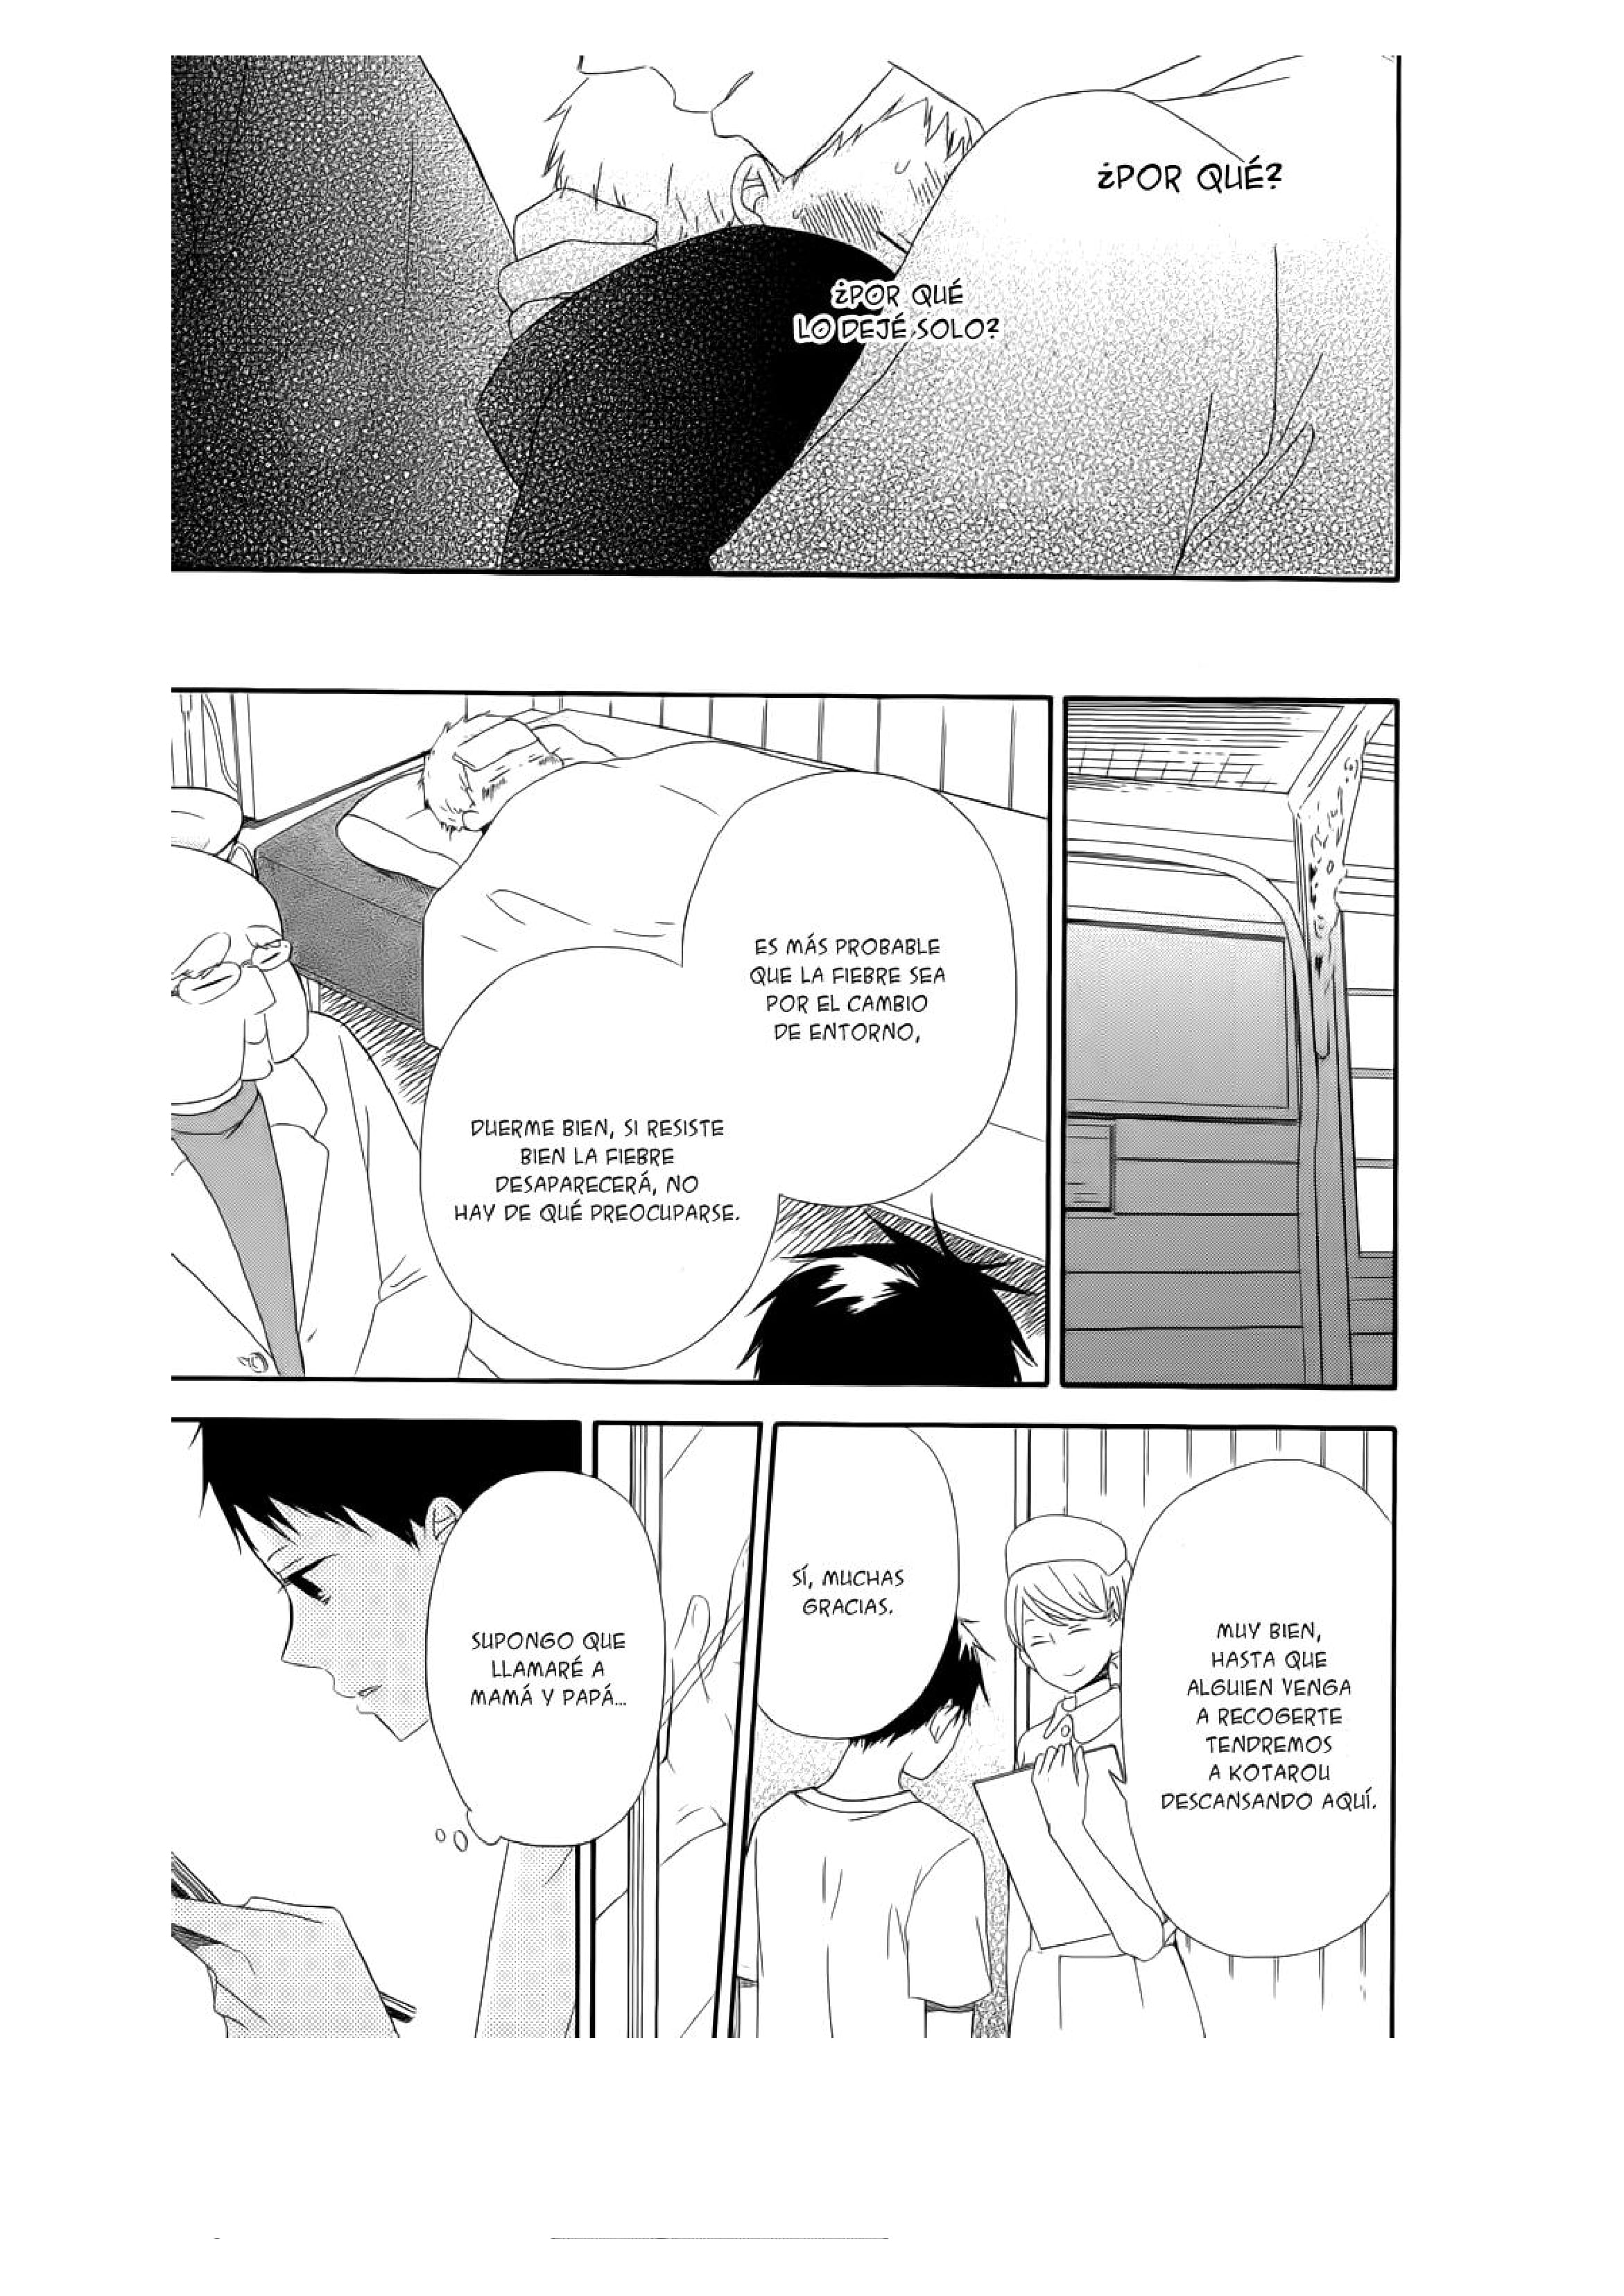 ¿POR QUÉ?
¿POR QUÉ
LO DEJÉ SOLO?
ES MÁS PROBABLE
QUE LA FIEBRE SEA
POR EL CAMBIO
DE ENTORNO,
DUERME BIEN, SI RESISTE
BIEN LA FIEBRE
DESAPARECERÁ, NO
HAY DE QUÉ PREOCUPARSE.
MUY BIEN,
HASTA QUE
ALGUIEN VENGA
A RECOGERTE
TENDREMOS
A KOTAROU
DESCANSANDO AQUÍ.
SÍ, MUCHAS
GRACIAS.
SUPONGO QUE
LLAMARÉ A
MAMÁ Y PAPÁ...